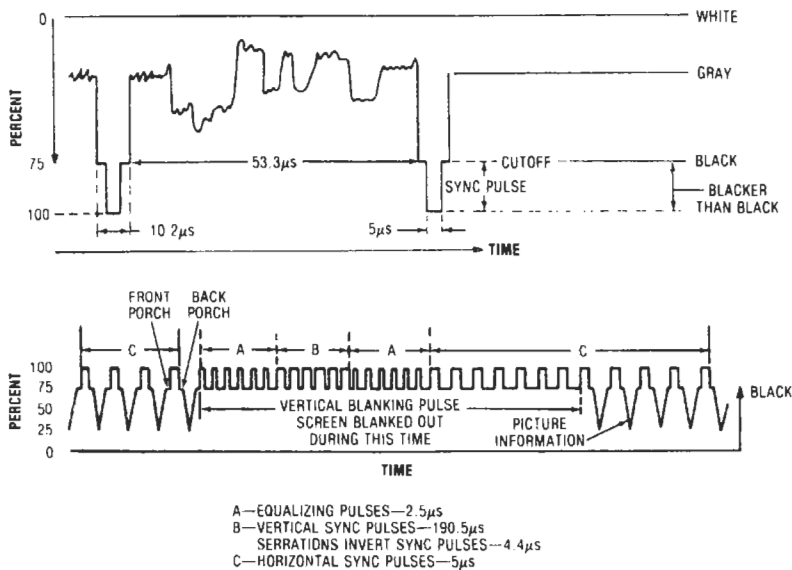 0
WHITE
GRAY
PERCENT
75
53.3μs
CUTOFF
BLACK
SYNC PULSE
BLACKER
THAN BLACK
100
10.2μs
5μs
TIME
FRONT
PORCH
BACK
PORCH
C
A
B
A
C
100
75
50
25
0
PERCENT
VERTICAL BLANKING PULSE
SCREEN BLANKED OUT
DURING THIS TIME
PICTURE
INFORMATION
BLACK
TIME
A—EQUALIZING PULSES—2.5μs
B—VERTICAL SYNC PULSES—190.5μs
SERRATIONS INVERT SYNC PULSES—4.4μs
C—HORIZONTAL SYNC PULSES—5μs